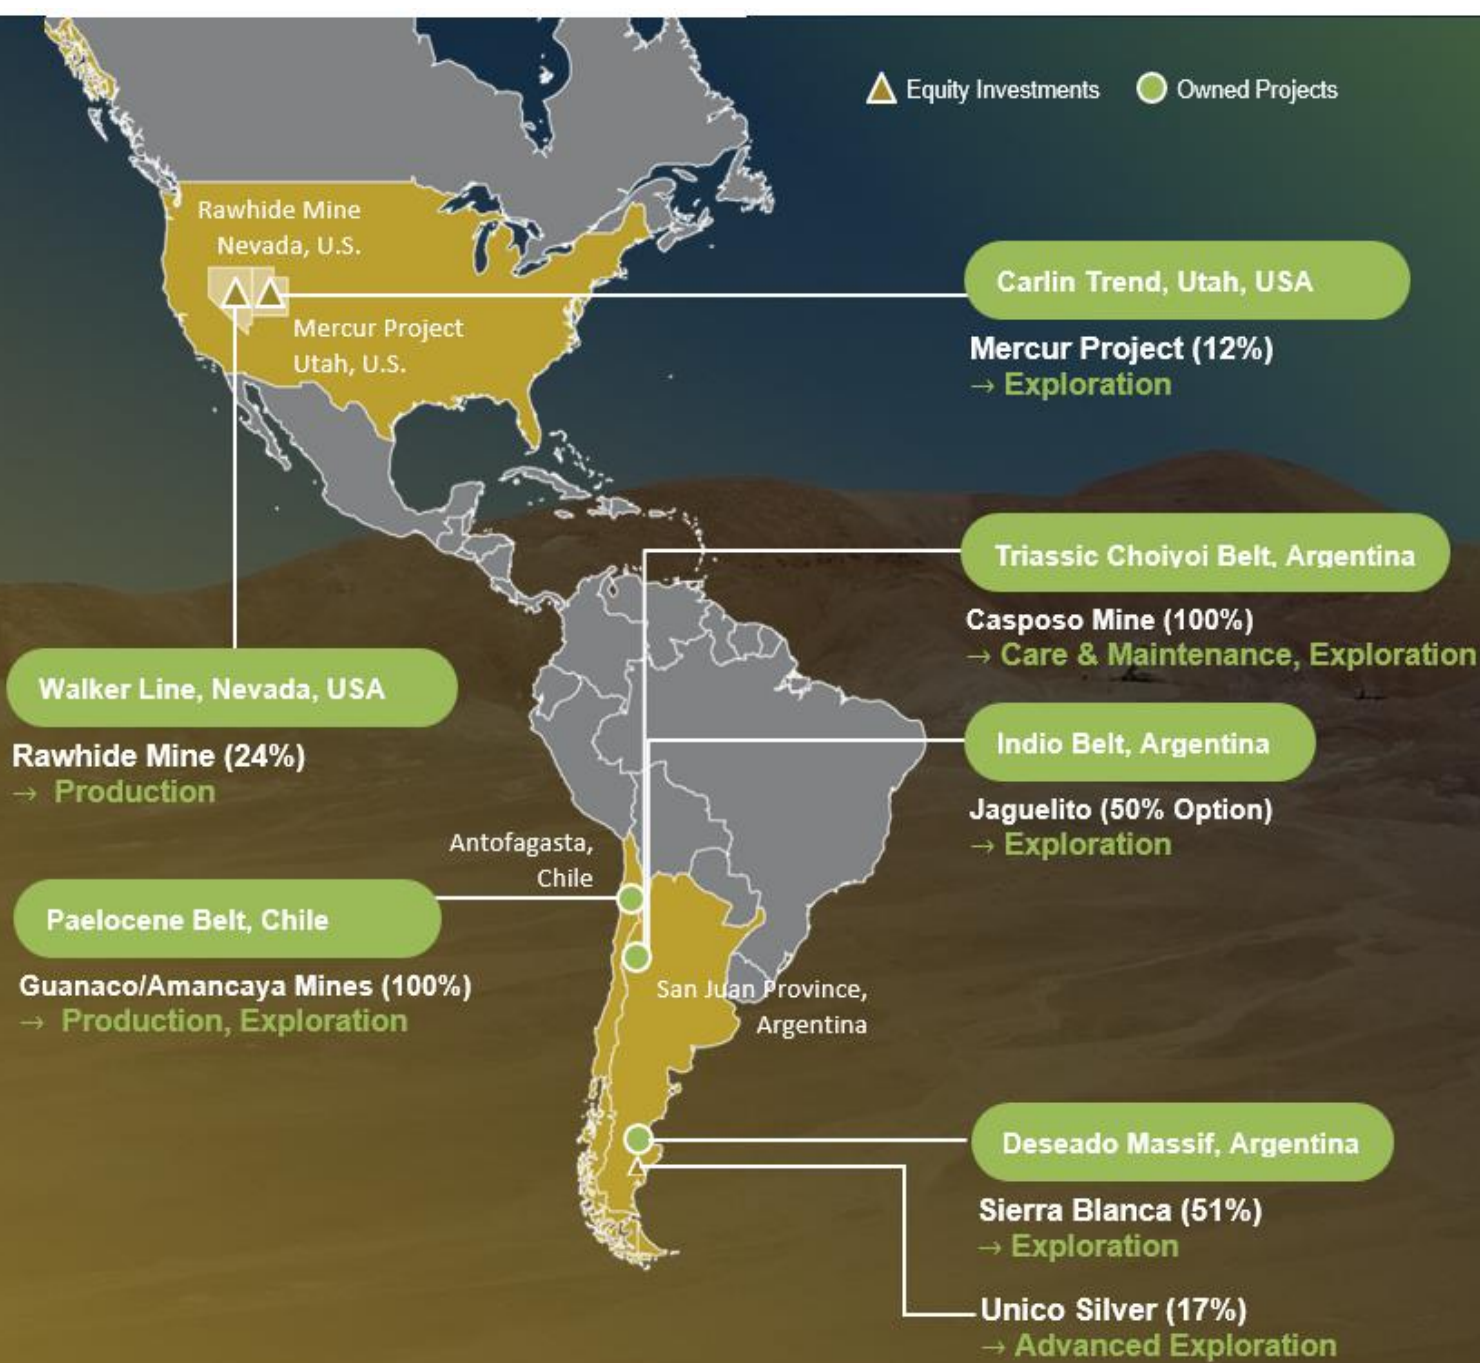 Equity Investments
Owned Projects
Rawhide Mine
Nevada, U.S.
Mercur Project
Utah, U.S.
Carlin Trend, Utah, USA
Mercur Project (12%)
→ Exploration
Triassic Choiyoi Belt, Argentina
Casposo Mine (100%)
→ Care & Maintenance, Exploration
Walker Line, Nevada, USA
Rawhide Mine (24%)
→ Production
Indio Belt, Argentina
Jaguelito (50% Option)
→ Exploration
Antofagasta,
Chile
Paelocene Belt, Chile
Guanaco/Amancaya Mines (100%)
→ Production, Exploration
San Juan Province,
Argentina
Deseado Massif, Argentina
Sierra Blanca (51%)
→ Exploration
Unico Silver (17%)
→ Advanced Exploration